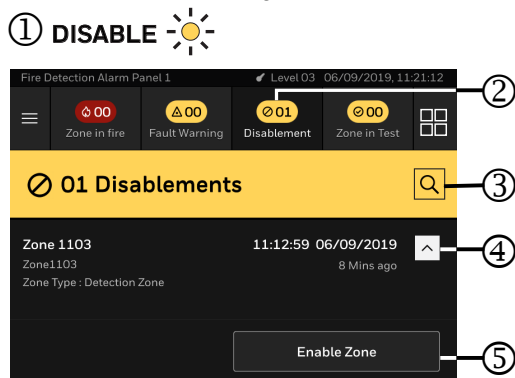 ① DISABLE
Fire Detection Alarm Panel 1 Level 03 06/09/2019, 11:21:12
②
00 00 01 00
Zone in fire Fault Warning Disablement Zone in Test
01 Disablements ③
Zone 1103 11:12:59 06/09/2019 ④
Zone1103 8 Mins ago
Zone Type : Detection Zone
Enable Zone ⑤